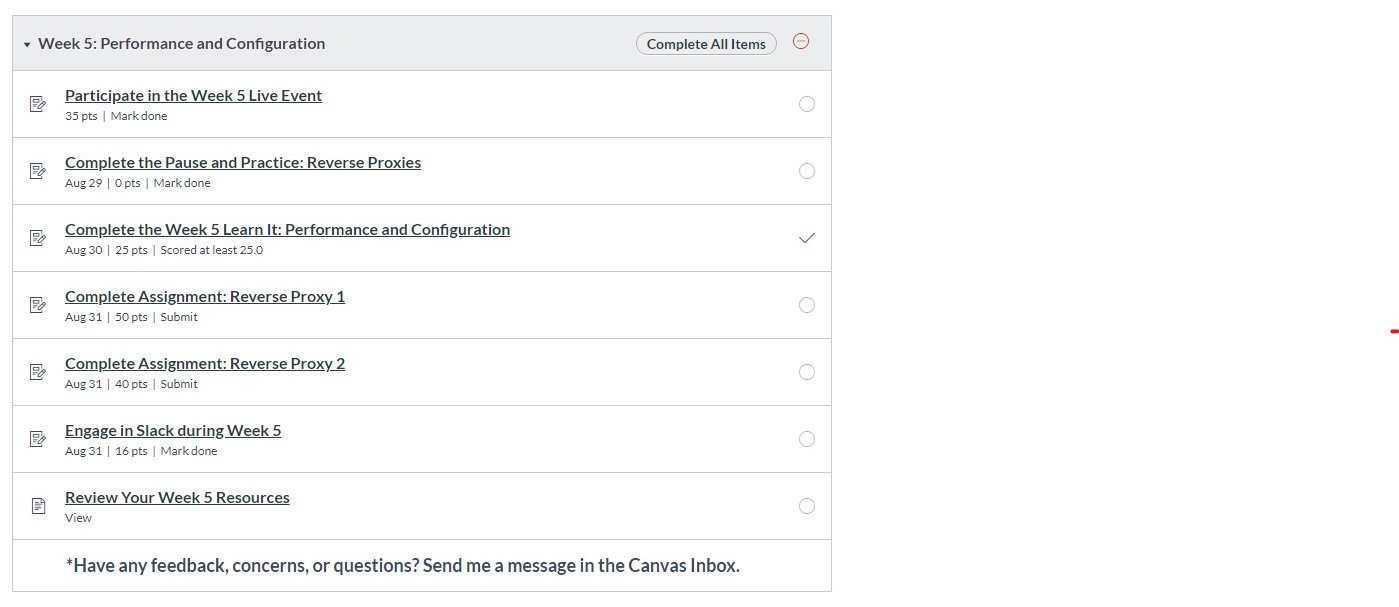 Week 5: Performance and Configuration
Complete All Items
Participate in the Week 5 Live Event
35 pts | Mark done
Complete the Pause and Practice: Reverse Proxies
Aug 29 | 0 pts | Mark done
Complete the Week 5 Learn It: Performance and Configuration
Aug 30 | 25 pts | Scored at least 25.0
Complete Assignment: Reverse Proxy 1
Aug 31 | 50 pts | Submit
Complete Assignment: Reverse Proxy 2
Aug 31 | 40 pts | Submit
Engage in Slack during Week 5
Aug 31 | 16 pts | Mark done
Review Your Week 5 Resources
View
*Have any feedback, concerns, or questions? Send me a message in the Canvas Inbox.